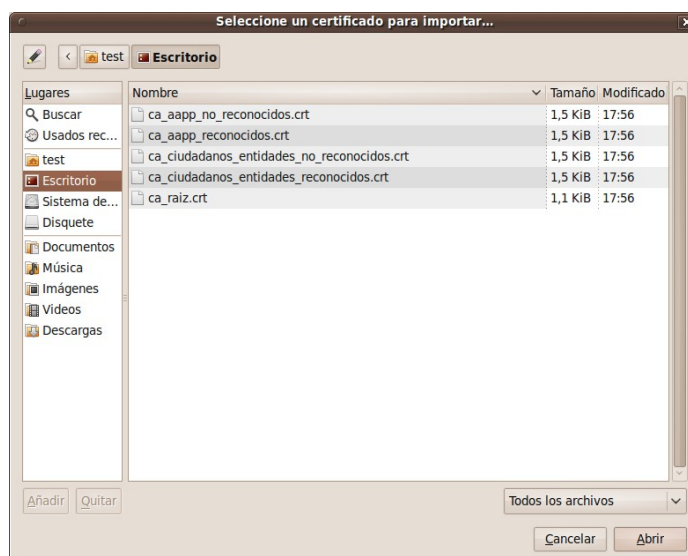 Seleccione un certificado para importar...
test
Escritorio
Lugares
Nombre Tamaño Modificado
Buscar
Usados rec...
test
Escritorio
Sistema de...
Disquete
Documentos
Música
Imágenes
Videos
Descargas
ca_aapp_no_reconocidos.crt 1,5 KiB 17:56
ca_aapp_reconocidos.crt 1,5 KiB 17:56
ca_ciudadanos_entidades_no_reconocidos.crt 1,5 KiB 17:56
ca_ciudadanos_entidades_reconocidos.crt 1,5 KiB 17:56
ca_raiz.crt 1,1 KiB 17:56
Añadir Quitar
Todos los archivos
Cancelar Abrir